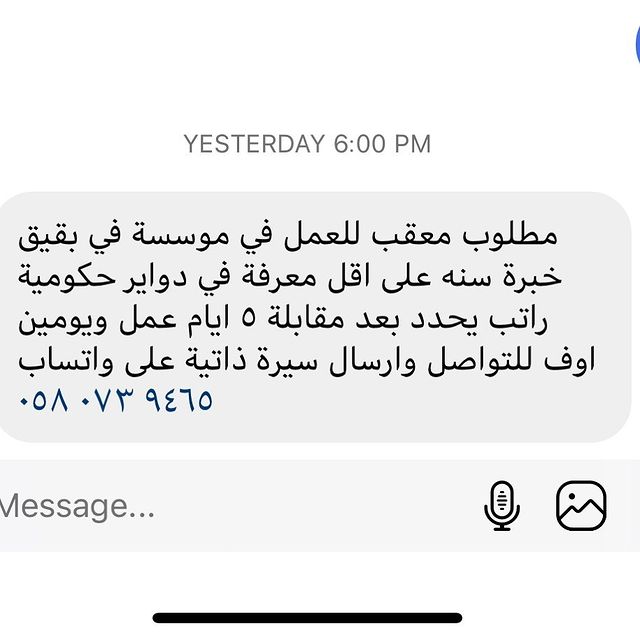 YESTERDAY 6:00 PM
مطلوب معقب للعمل في موسسة في بقيق
خبرة سنه على اقل معرفة في دواير حكومية
راتب يحدد بعد مقابلة ٥ ايام عمل ويومين
اوف للتواصل وارسال سيرة ذاتية على واتساب
٠٥٨ ٠٧٣ ٩٤٦٥
Message...